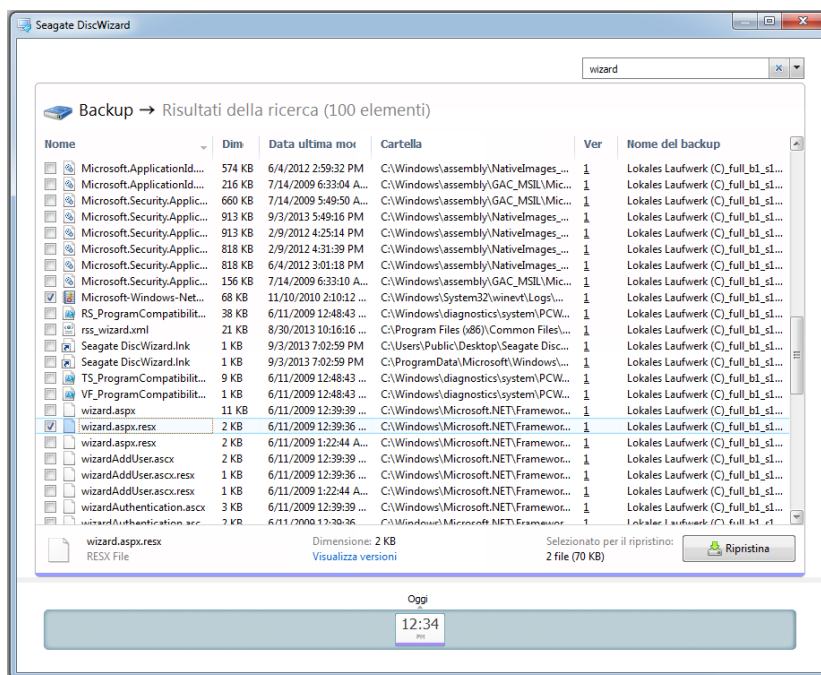 Seagate DiscWizard
wizard
Backup → Risultati della ricerca (100 elementi)
Nome Dim Data ultima mo Cartella Ver Nome del backup
Microsoft.ApplicationId.... 574 KB 6/4/2012 2:59:32 PM C:\Windows\assembly\NativeImages_... 1 Lokales Laufwerk (C)_full_b1_s1...
Microsoft.ApplicationId.... 216 KB 7/14/2009 6:33:04 A... C:\Windows\assembly\GAC_MSIL\Mic... 1 Lokales Laufwerk (C)_full_b1_s1...
Microsoft.Security.Applic... 660 KB 7/14/2009 5:49:50 A... C:\Windows\assembly\GAC_MSIL\Mic... 1 Lokales Laufwerk (C)_full_b1_s1...
Microsoft.Security.Applic... 913 KB 9/3/2013 5:49:16 PM C:\Windows\assembly\NativeImages_... 1 Lokales Laufwerk (C)_full_b1_s1...
Microsoft.Security.Applic... 913 KB 2/9/2012 4:25:14 PM C:\Windows\assembly\NativeImages_... 1 Lokales Laufwerk (C)_full_b1_s1...
Microsoft.Security.Applic... 818 KB 2/9/2012 4:31:39 PM C:\Windows\assembly\NativeImages_... 1 Lokales Laufwerk (C)_full_b1_s1...
Microsoft.Security.Applic... 818 KB 6/4/2012 3:01:18 PM C:\Windows\assembly\NativeImages_... 1 Lokales Laufwerk (C)_full_b1_s1...
Microsoft.Security.Applic... 156 KB 7/14/2009 6:33:10 A... C:\Windows\assembly\GAC_MSIL\Mic... 1 Lokales Laufwerk (C)_full_b1_s1...
Microsoft-Windows-Net... 68 KB 11/10/2010 2:10:12 ... C:\Windows\System32\winevt\Logs\... 1 Lokales Laufwerk (C)_full_b1_s1...
RS_ProgramCompatibilit... 38 KB 6/11/2009 12:48:43 ... C:\Windows\diagnostics\system\PCW... 1 Lokales Laufwerk (C)_full_b1_s1...
rss_wizard.xml 21 KB 8/30/2013 10:16:16 ... C:\Program Files (x86)\Common Files\... 1 Lokales Laufwerk (C)_full_b1_s1...
Seagate DiscWizard.lnk 1 KB 9/3/2013 7:02:59 PM C:\Users\Public\Desktop\Seagate Disc... 1 Lokales Laufwerk (C)_full_b1_s1...
Seagate DiscWizard.lnk 1 KB 9/3/2013 7:02:59 PM C:\ProgramData\Microsoft\Windows\... 1 Lokales Laufwerk (C)_full_b1_s1...
TS_ProgramCompatibilit... 9 KB 6/11/2009 12:48:43 ... C:\Windows\diagnostics\system\PCW... 1 Lokales Laufwerk (C)_full_b1_s1...
VF_ProgramCompatibilit... 1 KB 6/11/2009 12:48:43 ... C:\Windows\diagnostics\system\PCW... 1 Lokales Laufwerk (C)_full_b1_s1...
wizard.aspx 11 KB 6/11/2009 12:39:39 ... C:\Windows\Microsoft.NET\Framewor... 1 Lokales Laufwerk (C)_full_b1_s1...
wizard.aspx.resx 2 KB 6/11/2009 12:39:36 ... C:\Windows\Microsoft.NET\Framewor... 1 Lokales Laufwerk (C)_full_b1_s1...
wizard.aspx.resx 2 KB 6/11/2009 1:22:44 A... C:\Windows\Microsoft.NET\Framewor... 1 Lokales Laufwerk (C)_full_b1_s1...
wizardAddUser.ascx 2 KB 6/11/2009 12:39:39 ... C:\Windows\Microsoft.NET\Framewor... 1 Lokales Laufwerk (C)_full_b1_s1...
wizardAddUser.ascx.resx 1 KB 6/11/2009 12:39:36 ... C:\Windows\Microsoft.NET\Framewor... 1 Lokales Laufwerk (C)_full_b1_s1...
wizardAddUser.ascx.resx 1 KB 6/11/2009 1:22:44 A... C:\Windows\Microsoft.NET\Framewor... 1 Lokales Laufwerk (C)_full_b1_s1...
wizardAuthentication.ascx 3 KB 6/11/2009 12:39:39 ... C:\Windows\Microsoft.NET\Framewor... 1 Lokales Laufwerk (C)_full_b1_s1...
wizardAuthentication.asc... 2 KB 6/11/2009 12:39:36 ... C:\Windows\Microsoft.NET\Framewor... 1 Lokales Laufwerk (C)_full_b1_s1...
wizard.aspx.resx Dimensione: 2 KB Selezionato per il ripristino:
RESX File Visualizza versioni 2 file (70 KB) Ripristina
Oggi
12:34
PM